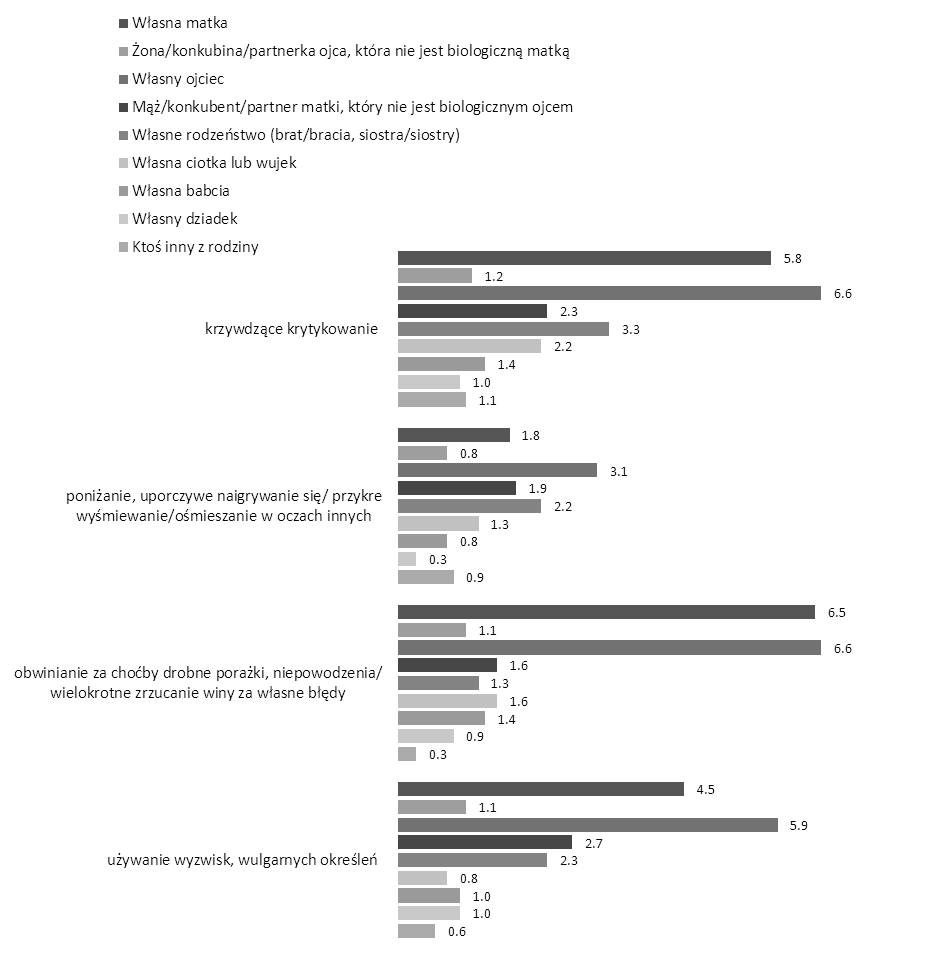 Własna matka
Żona/konkubina/partnerka ojca, która nie jest biologiczną matką
Własny ojciec
Mąż/konkubent/partner matki, który nie jest biologicznym ojcem
Własne rodzeństwo (brat/bracia, siostra/siostry)
Własna ciotka lub wujek
Własna babcia
Własny dziadek
Ktoś inny z rodziny
krzywdzące krytykowanie
5.8
1.2
6.6
2.3
3.3
2.2
1.4
1.0
1.1
poniżanie, uporczywe naigrywanie się/ przykre
wyśmiewanie/ośmieszanie w oczach innych
1.8
0.8
3.1
1.9
2.2
1.3
0.8
0.3
0.9
obwinianie za choćby drobne porażki, niepowodzenia/
wielokrotne zrzucanie winy za własne błędy
6.5
1.1
6.6
1.6
1.3
1.6
1.4
0.9
0.3
używanie wyzwisk, wulgarnych określeń
4.5
1.1
5.9
2.7
2.3
0.8
1.0
1.0
0.6